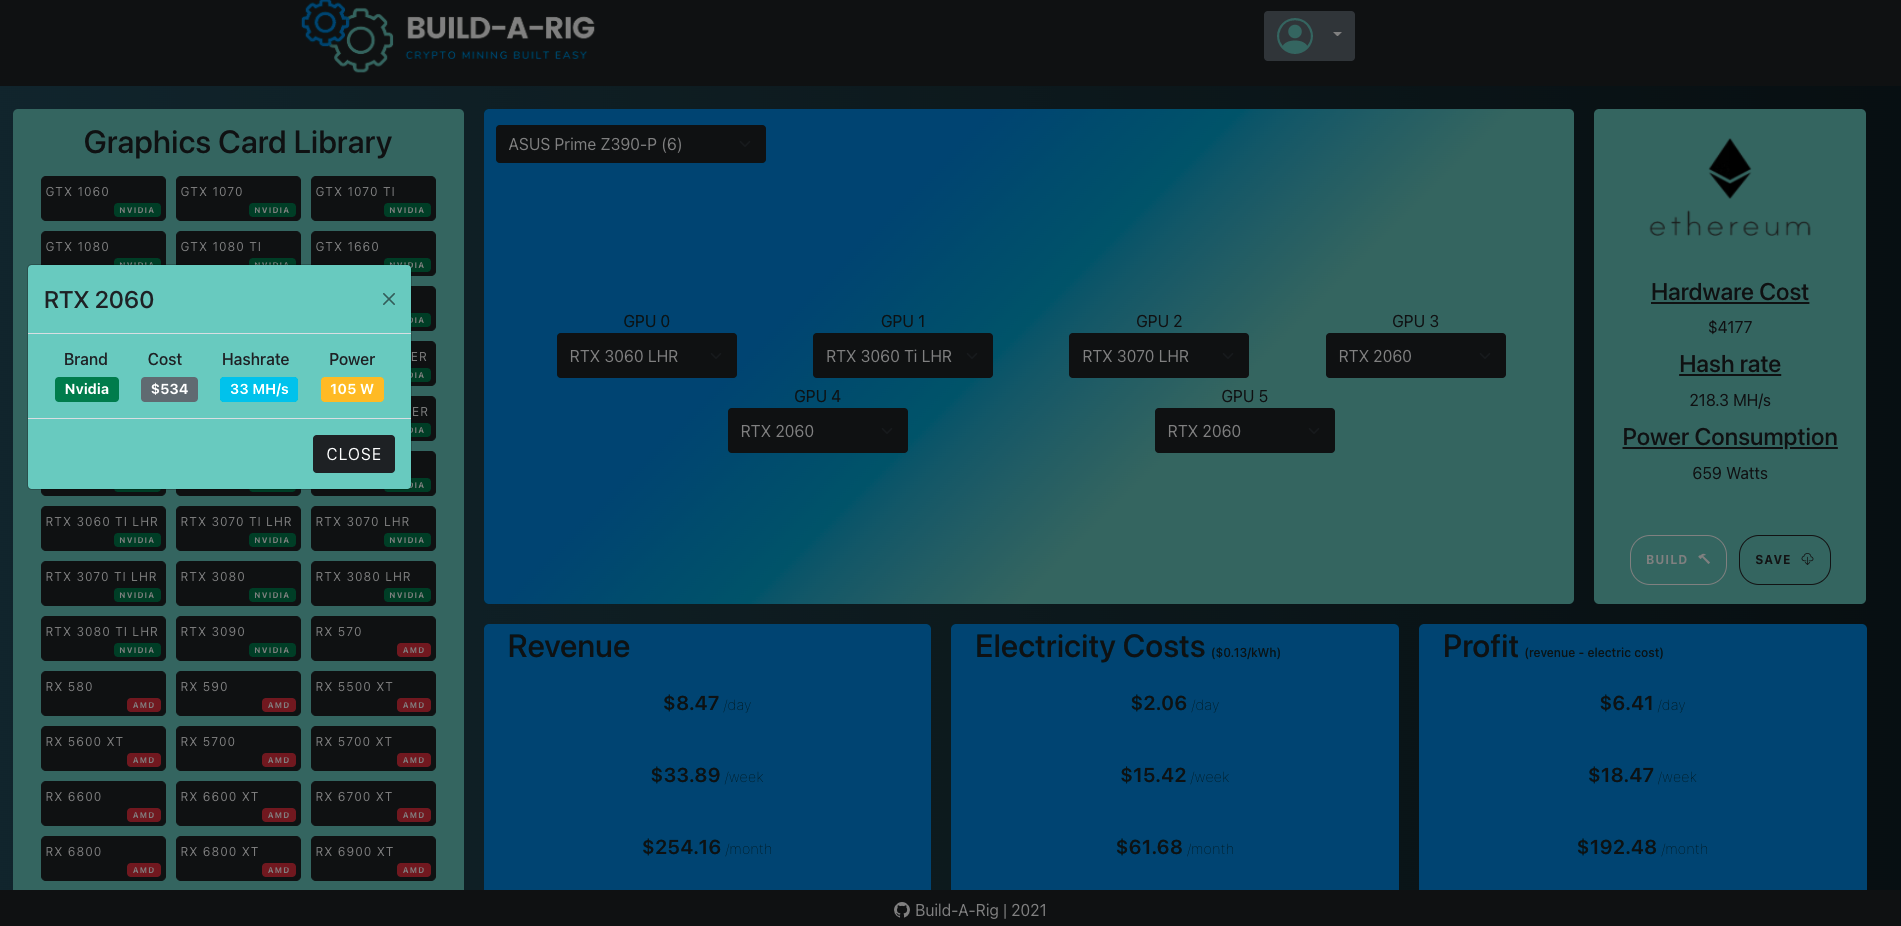 BUILD-A-RIG
CRYPTO MINING BUILT EASY
Graphics Card Library
GTX 1060
NVIDIA
GTX 1070
NVIDIA
GTX 1070 TI
NVIDIA
GTX 1080
NVIDIA
GTX 1080 TI
NVIDIA
GTX 1660
RTX 2060
Brand
Cost
Hashrate
Power
Nvidia
$534
33 MH/s
105 W
CLOSE
RTX 3060 TI LHR
NVIDIA
RTX 3070 TI LHR
NVIDIA
RTX 3070 LHR
NVIDIA
RTX 3070 TI LHR
NVIDIA
RTX 3080
NVIDIA
RTX 3080 LHR
NVIDIA
RTX 3080 TI LHR
NVIDIA
RTX 3090
NVIDIA
RX 570
AMD
RX 580
AMD
RX 590
AMD
RX 5500 XT
AMD
RX 5600 XT
AMD
RX 5700
AMD
RX 5700 XT
AMD
RX 6600
AMD
RX 6600 XT
AMD
RX 6700 XT
AMD
RX 6800
AMD
RX 6800 XT
AMD
RX 6900 XT
AMD
ASUS Prime Z390-P (6)
GPU 0
RTX 3060 LHR
GPU 1
RTX 3060 Ti LHR
GPU 2
RTX 3070 LHR
GPU 3
RTX 2060
GPU 4
RTX 2060
GPU 5
RTX 2060
ethereum
Hardware Cost
$4177
Hash rate
218.3 MH/s
Power Consumption
659 Watts
BUILD
SAVE
Revenue
$8.47 /day
$33.89 /week
$254.16 /month
Electricity Costs ($0.13/kWh)
$2.06 /day
$15.42 /week
$61.68 /month
Profit (revenue - electric cost)
$6.41 /day
$18.47 /week
$192.48 /month
Build-A-Rig | 2021